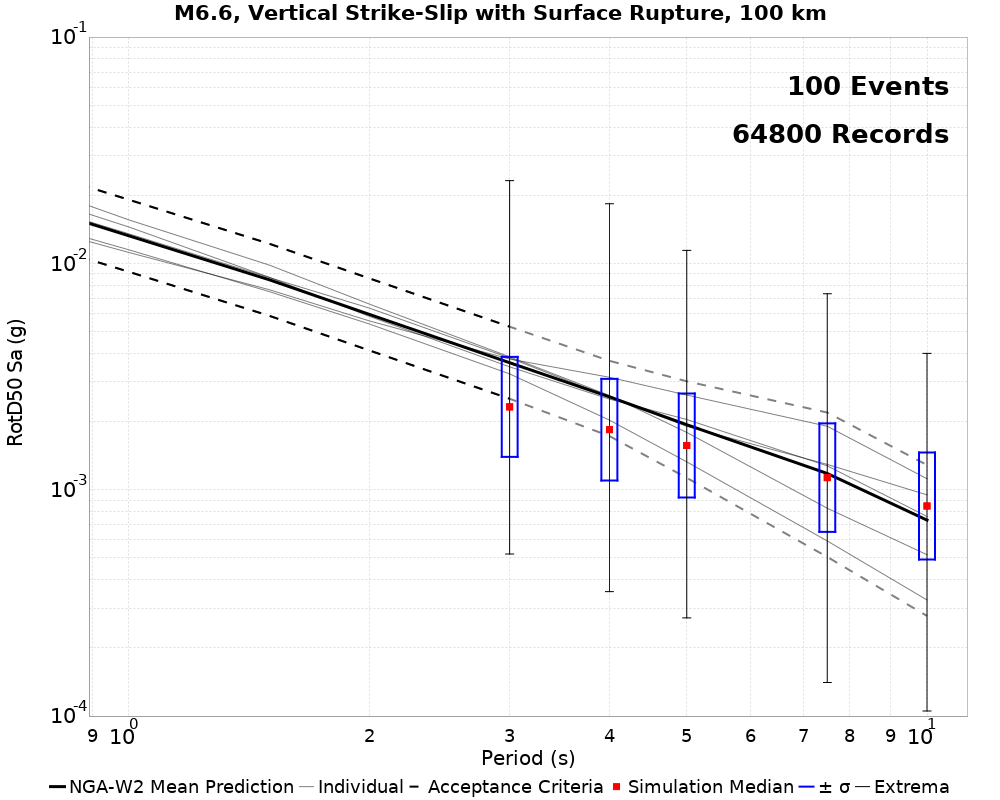 M6.6, Vertical Strike-Slip with Surface Rupture, 100 km
10-1
100 Events
64800 Records
10-2
RotD50 Sa (g)
10-3
10-4
9 100 2 3 4 5 6 7 8 9 101
Period (s)
NGA-W2 Mean Prediction Individual Acceptance Criteria Simulation Median ± σ Extrema